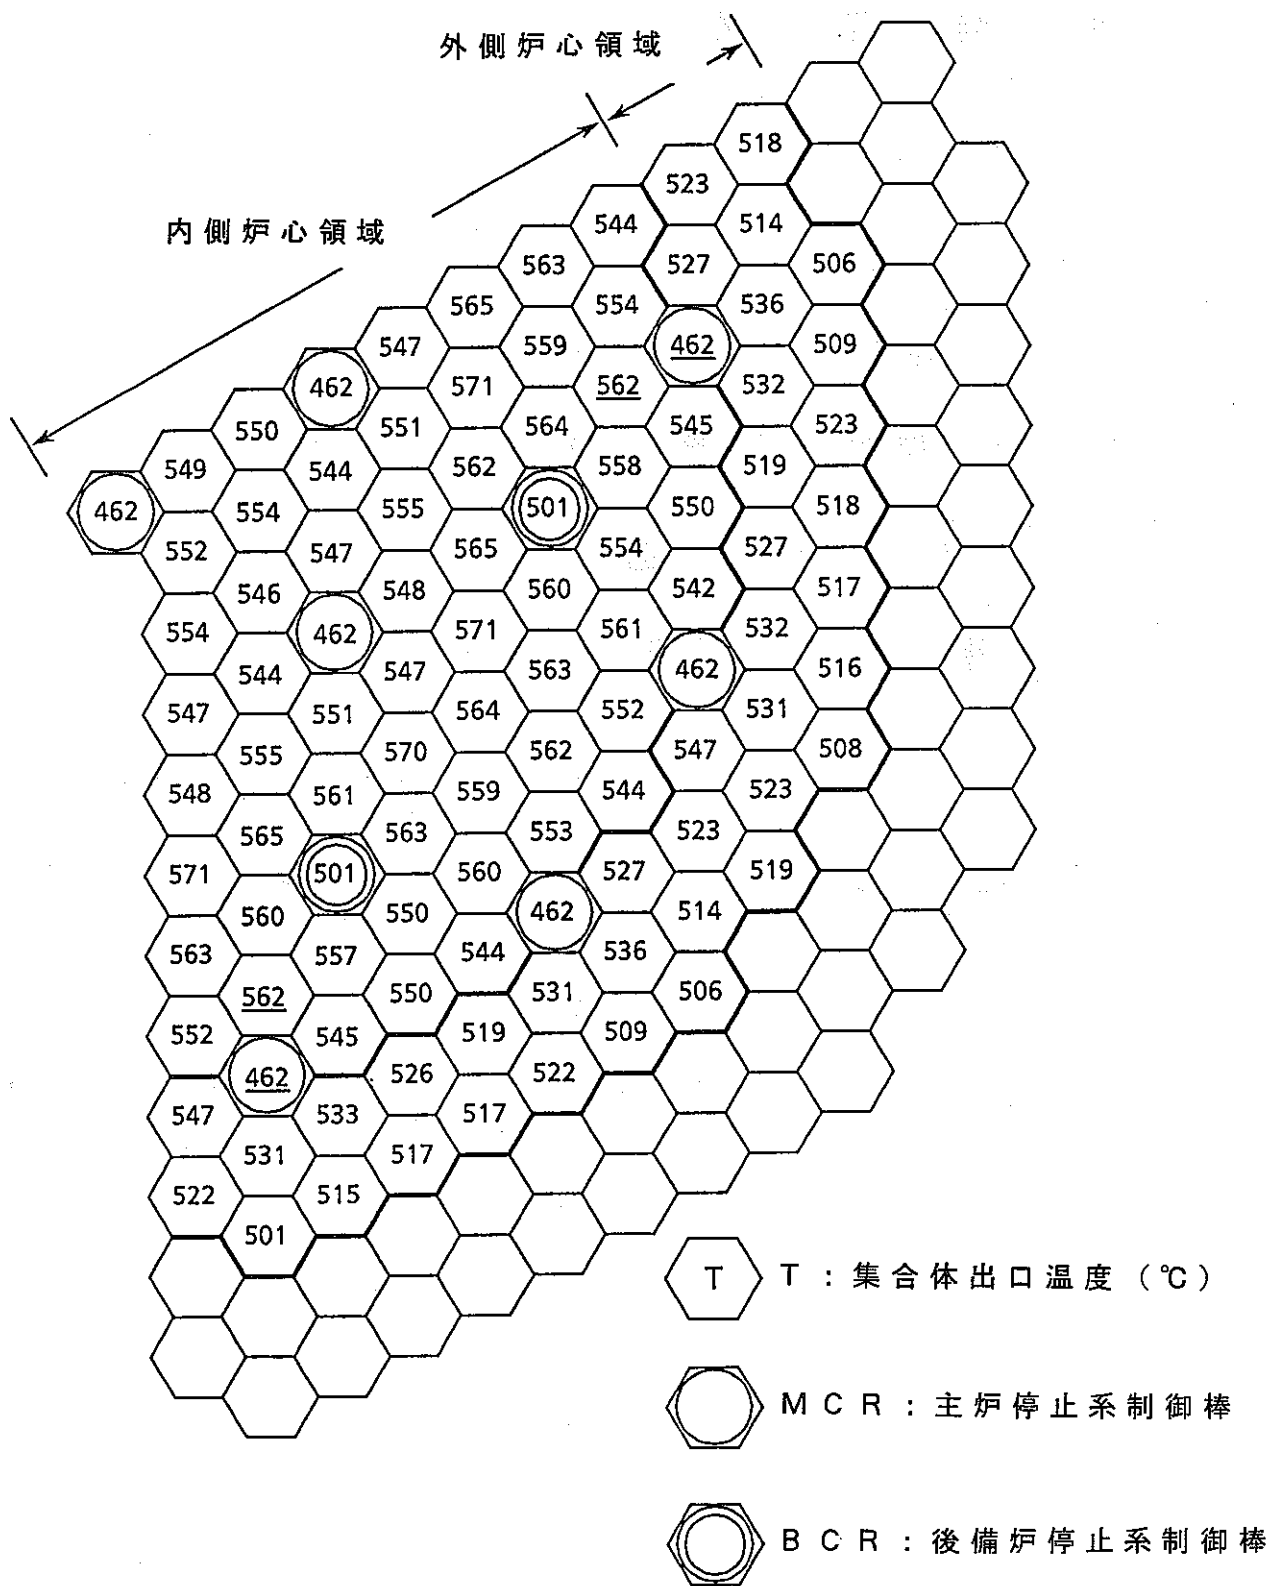 外側炉心領域
内側炉心領域
518
523
544 514
563 527 506
565 554 536
547 559 462 509
462 571 562 532
550 551 564 545 523
549 544 562 558 519
462 554 555 501 550 518
552 547 565 554 527
546 548 560 542 517
554 462 571 561 532
544 547 563 462 516
547 551 564 552 531
555 570 562 547 508
548 561 559 544 523
565 563 553 523
571 501 560 527 519
560 550 462 514
563 557 544 536
562 550 531 506
552 545 519 509
462 526 522
547 533 517
531 517
522 515
501
T T : 集合体出口温度 (℃)
MCR : 主炉停止系制御棒
BCR : 後備炉停止系制御棒